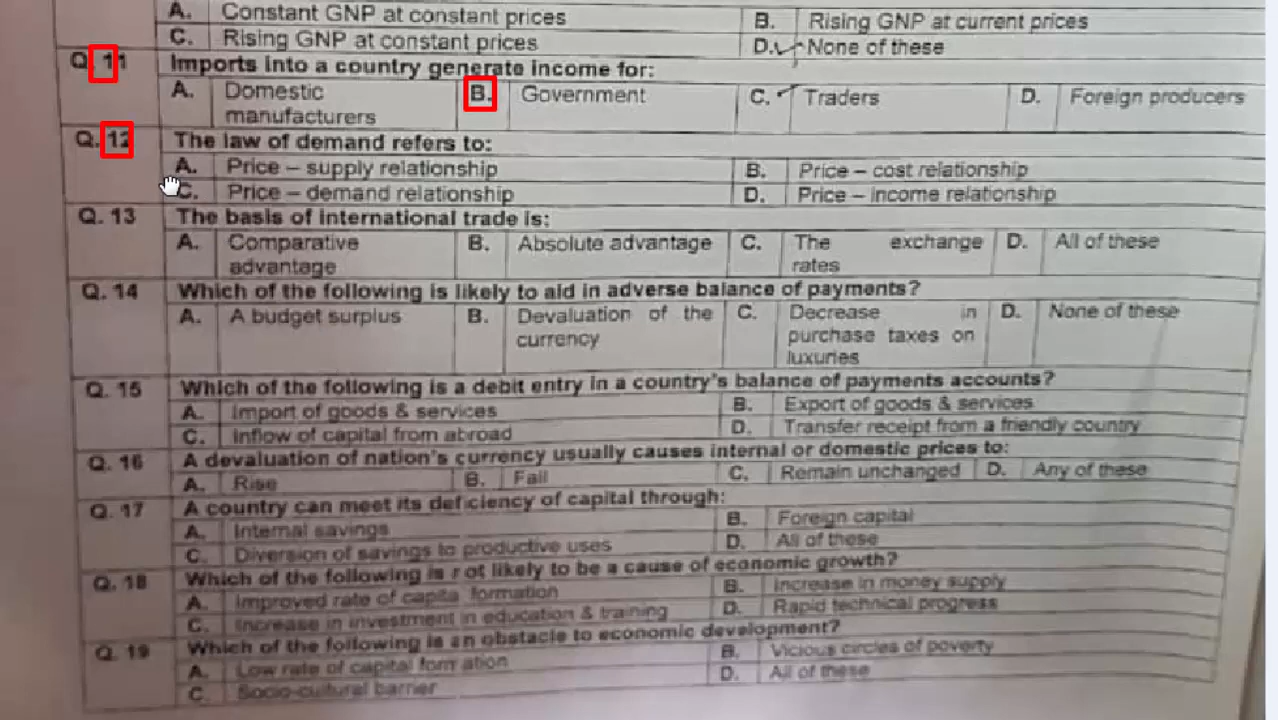 A. Constant GNP at constant prices B. Rising GNP at current prices
C. Rising GNP at constant prices D. None of these
Q. 11 Imports into a country generate income for:
A. Domestic manufacturers B. Government C. Traders D. Foreign producers
Q. 12 The law of demand refers to:
A. Price – supply relationship B. Price – cost relationship
C. Price – demand relationship D. Price – income relationship
Q. 13 The basis of international trade is:
A. Comparative advantage B. Absolute advantage C. The exchange rates D. All of these
Q. 14 Which of the following is likely to aid in adverse balance of payments?
A. A budget surplus B. Devaluation of the currency C. Decrease in purchase taxes on luxuries D. None of these
Q. 15 Which of the following is a debit entry in a country's balance of payments accounts?
A. Import of goods & services B. Export of goods & services
C. Inflow of capital from abroad D. Transfer receipt from a friendly country
Q. 16 A devaluation of nation's currency usually causes internal or domestic prices to:
A. Rise B. Fall C. Remain unchanged D. Any of these
Q. 17 A country can meet its deficiency of capital through:
A. Internal savings B. Foreign capital
C. Diversion of savings to productive uses D. All of these
Q. 18 Which of the following is not likely to be a cause of economic growth?
A. Improved rate of capital formation B. Increase in money supply
C. Increase in investment in education & training D. Rapid technical progress
Q. 19 Which of the following is an obstacle to economic development?
A. Low rate of capital formation B. Vicious circles of poverty
C. Socio-cultural barrier D. All of these